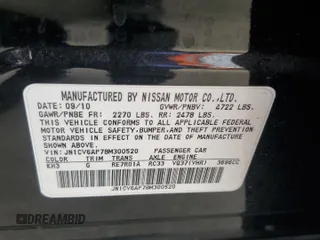 MANUFACTURED BY NISSAN MOTOR CO.,LTD.
DATE: 09/10 GVWR/PNBV: 4722 LBS.
GAWR/PNBE FR: 2270 LBS. RR: 2478 LBS.
THIS VEHICLE CONFORMS TO ALL APPLICABLE FEDERAL
MOTOR VEHICLE SAFETY, BUMPER, AND THEFT PREVENTION
STANDARDS IN EFFECT ON THE DATE OF MANUFACTURE
SHOWN ABOVE.
V.I.: JN1CV6AP7BM300520 PASSENGER CAR
COLOR TRIM TRANS AXLE ENGINE
KH3 G RE7R01A RC33 VQ37(VHR) 3696CC